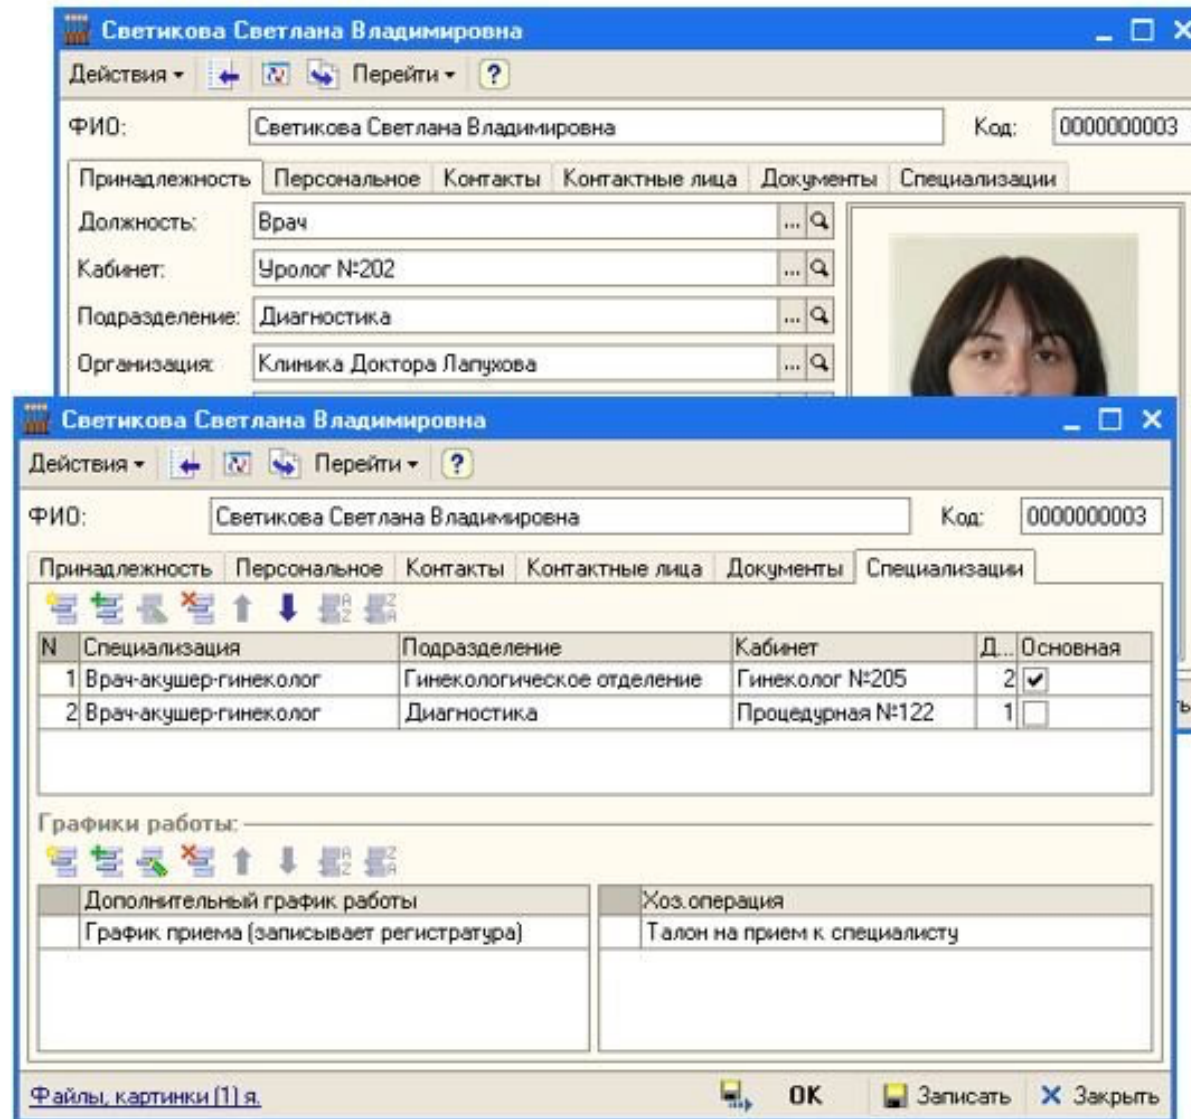 Светикова Светлана Владимировна
Действия Перейти ?
ФИО: Светикова Светлана Владимировна Код: 0000000003
Принадлежность Персональное Контакты Контактные лица Документы Специализации
Должность: Врач ...
Кабинет: Уролог №202 ...
Подразделение: Диагностика ...
Организация: Клиника Доктора Лапухова ...
Светикова Светлана Владимировна
Действия Перейти ?
ФИО: Светикова Светлана Владимировна Код: 0000000003
Принадлежность Персональное Контакты Контактные лица Документы Специализации
N Специализация Подразделение Кабинет Д... Основная
1 Врач-акушер-гинеколог Гинекологическое отделение Гинеколог №205 2
2 Врач-акушер-гинеколог Диагностика Процедурная №122 1
Графики работы:
Дополнительный график работы Хоз.операция
График приема (записывает регистратура) Талон на прием к специалисту
Файлы, картинки (1) я. OK Записать Закрыть